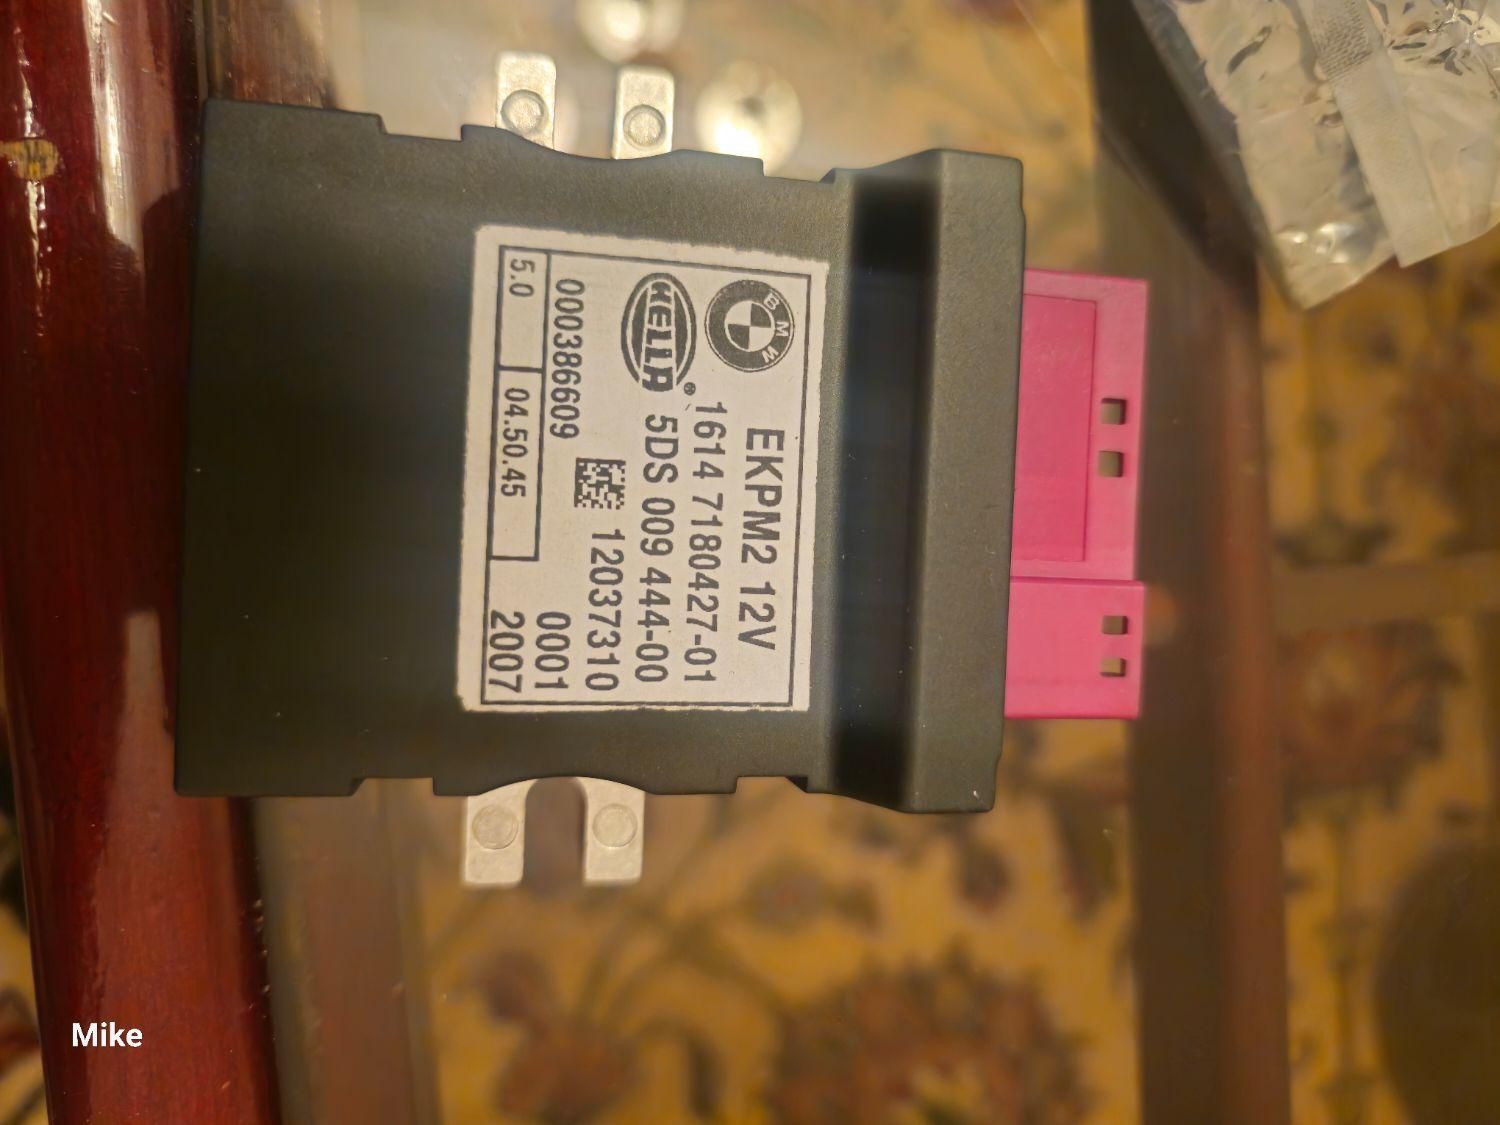 BMW
EKPM2 12V
1614 7180427-01
HELLA® 5DS 009 444-00
12037310
000386609 0001
5.0 04.50.45 2007
Mike